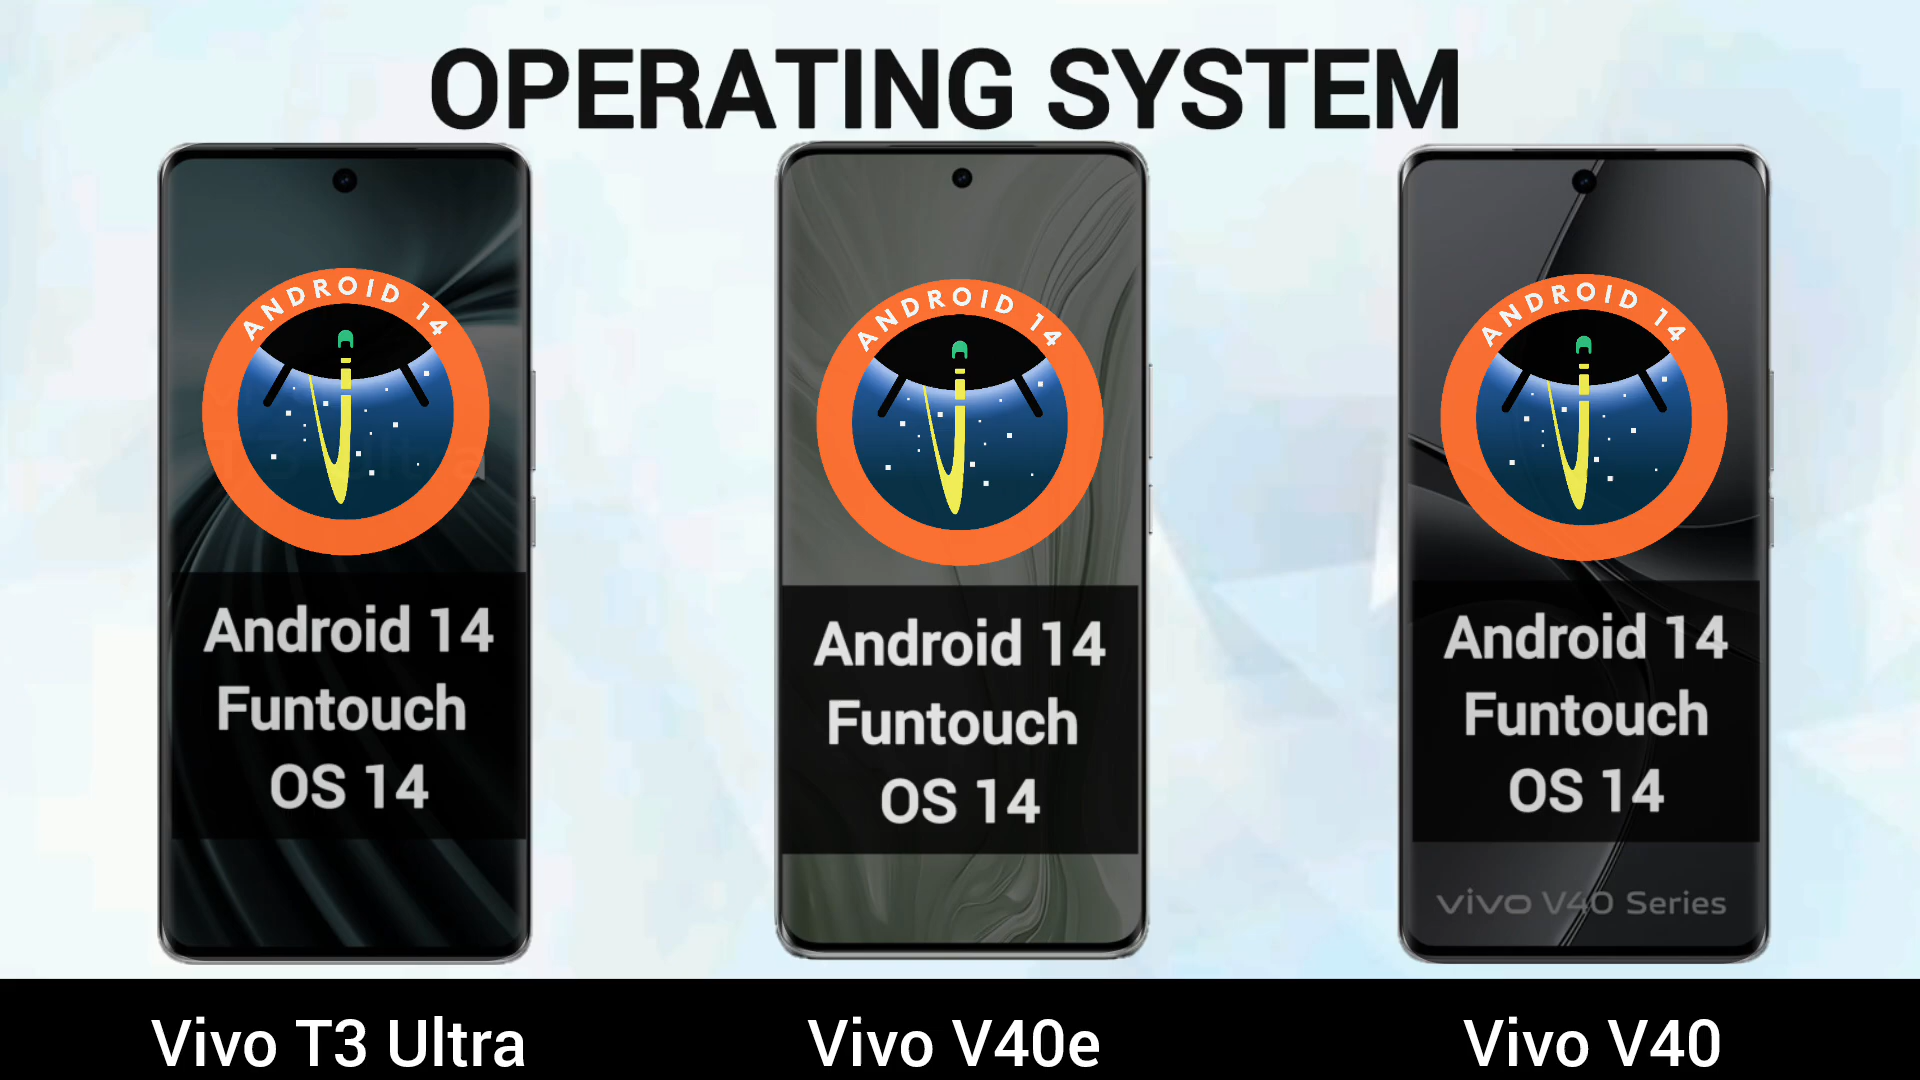 OPERATING SYSTEM
ANDROID 14
Android 14
Funtouch
OS 14
Vivo T3 Ultra
ANDROID 14
Android 14
Funtouch
OS 14
Vivo V40e
ANDROID 14
Android 14
Funtouch
OS 14
vivo V40 Series
Vivo V40